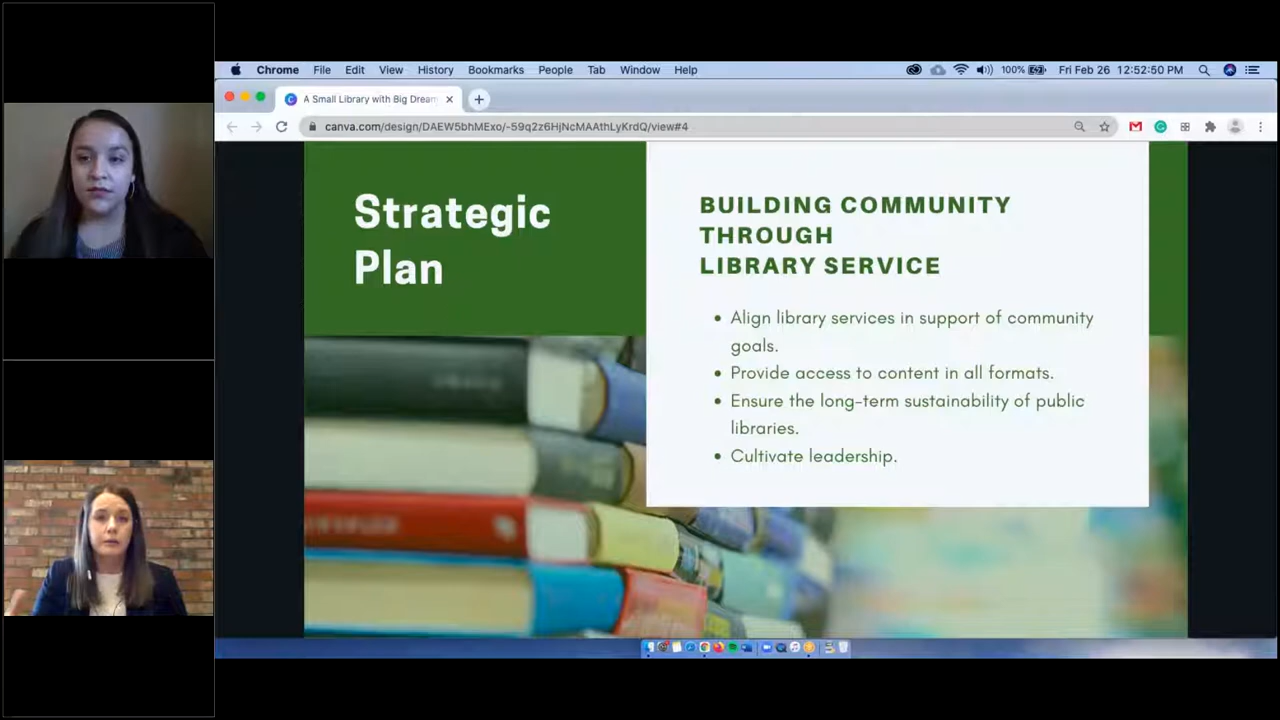 Chrome File Edit View History Bookmarks People Tab Window Help 100% Fri Feb 26 12:52:50 PM
A Small Library with Big Dream
canva.com/design/DAEW5bhMExo/-59q2z6HjNcMAAthLyKrdQ/view#4
Strategic
Plan
BUILDING COMMUNITY
THROUGH
LIBRARY SERVICE
• Align library services in support of community
goals.
• Provide access to content in all formats.
• Ensure the long-term sustainability of public
libraries.
• Cultivate leadership.